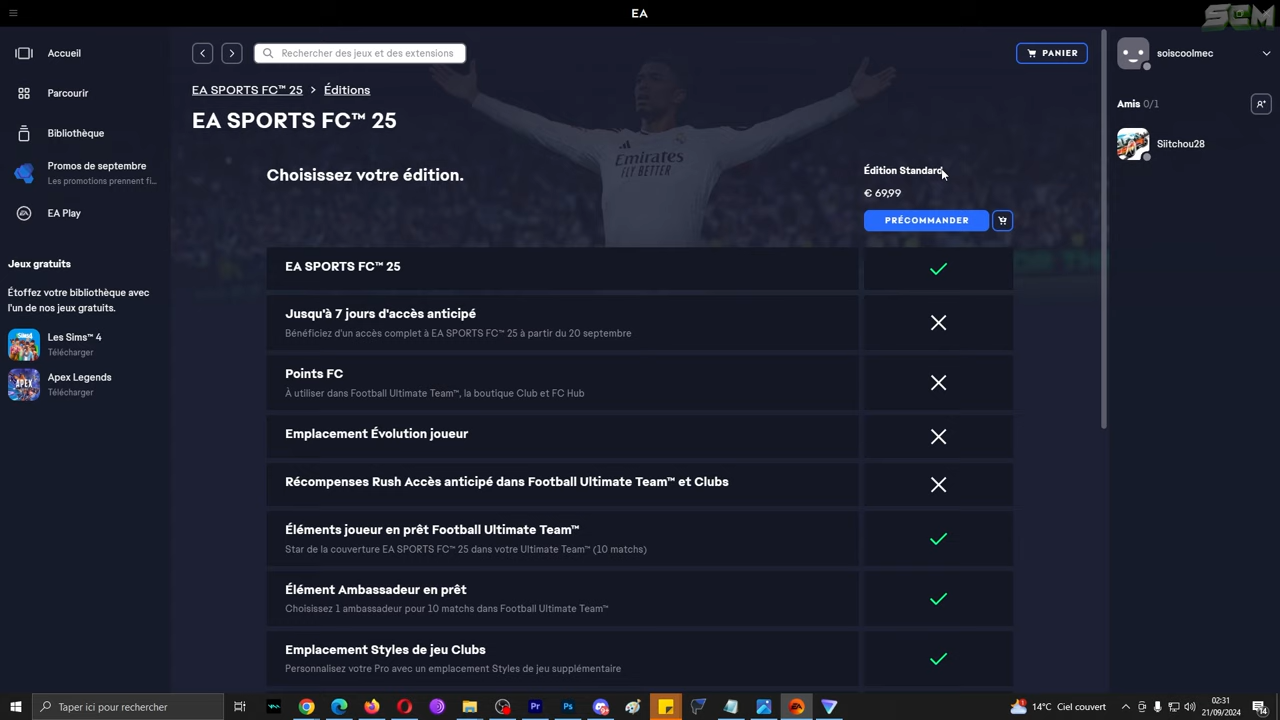 EA
SCM
Accueil
Parcourir
Bibliothèque
Promos de septembre
Les promotions prennent fi...
EA Play
Jeux gratuits
Étoffez votre bibliothèque avec
l'un de nos jeux gratuits.
Les Sims™ 4
Télécharger
Apex Legends
Télécharger
Rechercher des jeux et des extensions
PANIER
EA SPORTS FC™ 25 > Éditions
EA SPORTS FC™ 25
Emirates
FLY BETTER
Choisissez votre édition.
Édition Standard
€ 69,99
PRÉCOMMANDER
EA SPORTS FC™ 25
Jusqu'à 7 jours d'accès anticipé
Bénéficiez d'un accès complet à EA SPORTS FC™ 25 à partir du 20 septembre
Points FC
À utiliser dans Football Ultimate Team™, la boutique Club et FC Hub
Emplacement Évolution joueur
Récompenses Rush Accès anticipé dans Football Ultimate Team™ et Clubs
Éléments joueur en prêt Football Ultimate Team™
Star de la couverture EA SPORTS FC™ 25 dans votre Ultimate Team™ (10 matchs)
Élément Ambassadeur en prêt
Choisissez 1 ambassadeur pour 10 matchs dans Football Ultimate Team™
Emplacement Styles de jeu Clubs
Personnalisez votre Pro avec un emplacement Styles de jeu supplémentaire
soiscoolmec
Amis 0/1
Siitchou28
Taper ici pour rechercher
14°C Ciel couvert
02:31
21/09/2024